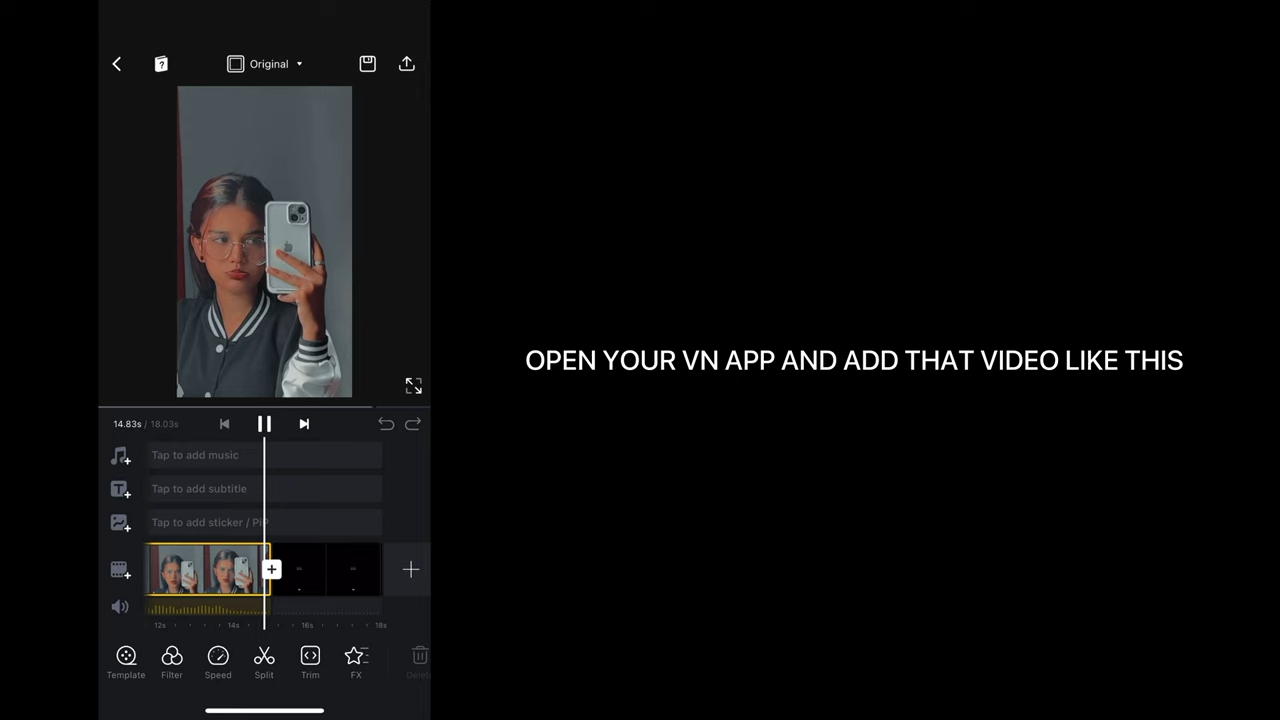 Original
OPEN YOUR VN APP AND ADD THAT VIDEO LIKE THIS
14.83s / 18.03s
Tap to add music
Tap to add subtitle
Tap to add sticker / PiP
12s 14s 16s 18s
Template Filter Speed Split Trim FX Delete